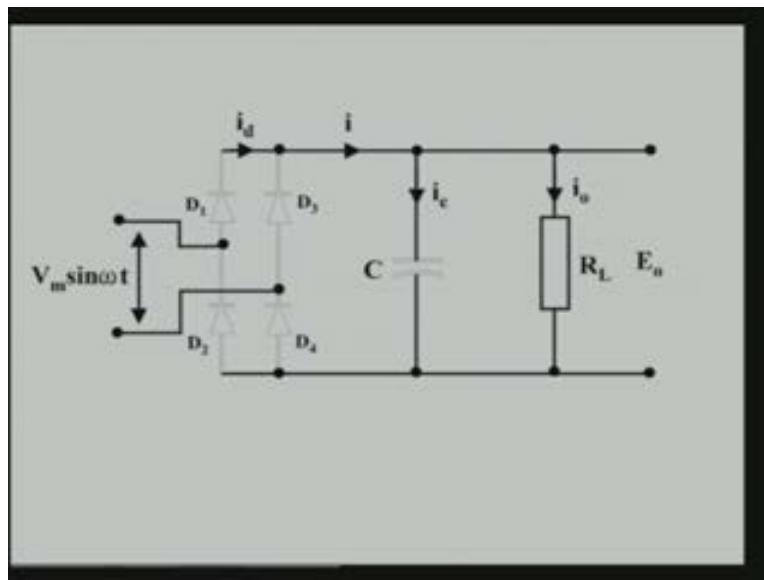 i_d i
D_1 D_3 i_c i_o
V_m sinωt C R_L E_o
D_2 D_4